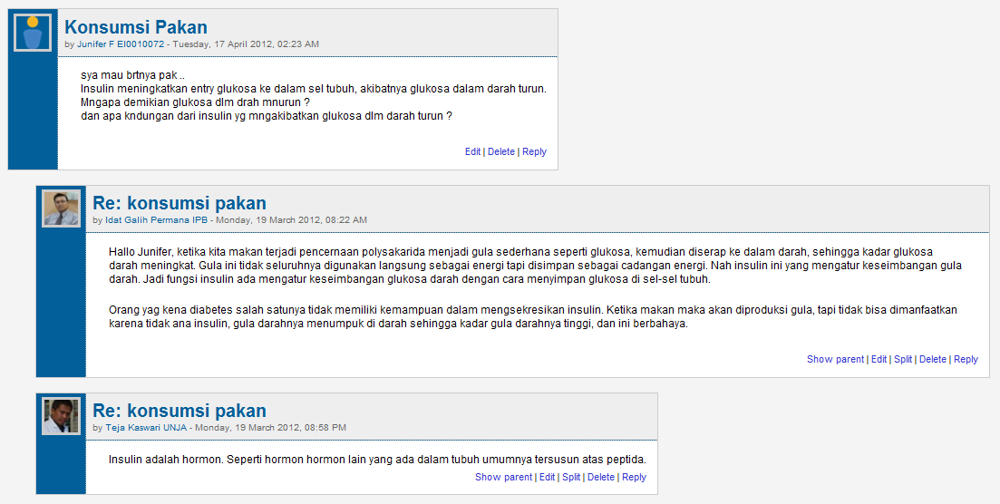 Konsumsi Pakan
by Junifer F EI0010072 - Tuesday, 17 April 2012, 02:23 AM
sya mau brtnya pak ..
Insulin meningkatkan entry glukosa ke dalam sel tubuh, akibatnya glukosa dalam darah turun.
Mngapa demikian glukosa dlm drah mnurun ?
dan apa kndungan dari insulin yg mngakibatkan glukosa dlm darah turun ?
Edit | Delete | Reply
Re: konsumsi pakan
by Idat Galih Permana IPB - Monday, 19 March 2012, 08:22 AM
Hallo Junifer, ketika kita makan terjadi pencernaan polysakarida menjadi gula sederhana seperti glukosa, kemudian diserap ke dalam darah, sehingga kadar glukosa
darah meningkat. Gula ini tidak seluruhnya digunakan langsung sebagai energi tapi disimpan sebagai cadangan energi. Nah insulin ini yang mengatur keseimbangan gula
darah. Jadi fungsi insulin ada mengatur keseimbangan glukosa darah dengan cara menyimpan glukosa di sel-sel tubuh.
Orang yag kena diabetes salah satunya tidak memiliki kemampuan dalam mengsekresikan insulin. Ketika makan maka akan diproduksi gula, tapi tidak bisa dimanfaatkan
karena tidak ana insulin, gula darahnya menumpuk di darah sehingga kadar gula darahnya tinggi, dan ini berbahaya.
Show parent | Edit | Split | Delete | Reply
Re: konsumsi pakan
by Teja Kaswari UNJA - Monday, 19 March 2012, 08:58 PM
Insulin adalah hormon. Seperti hormon hormon lain yang ada dalam tubuh umumnya tersusun atas peptida.
Show parent | Edit | Split | Delete | Reply